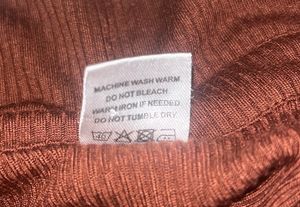 MACHINE WASH WARM
DO NOT BLEACH
WARM IRON IF NEEDED
DO NOT TUMBLE DRY